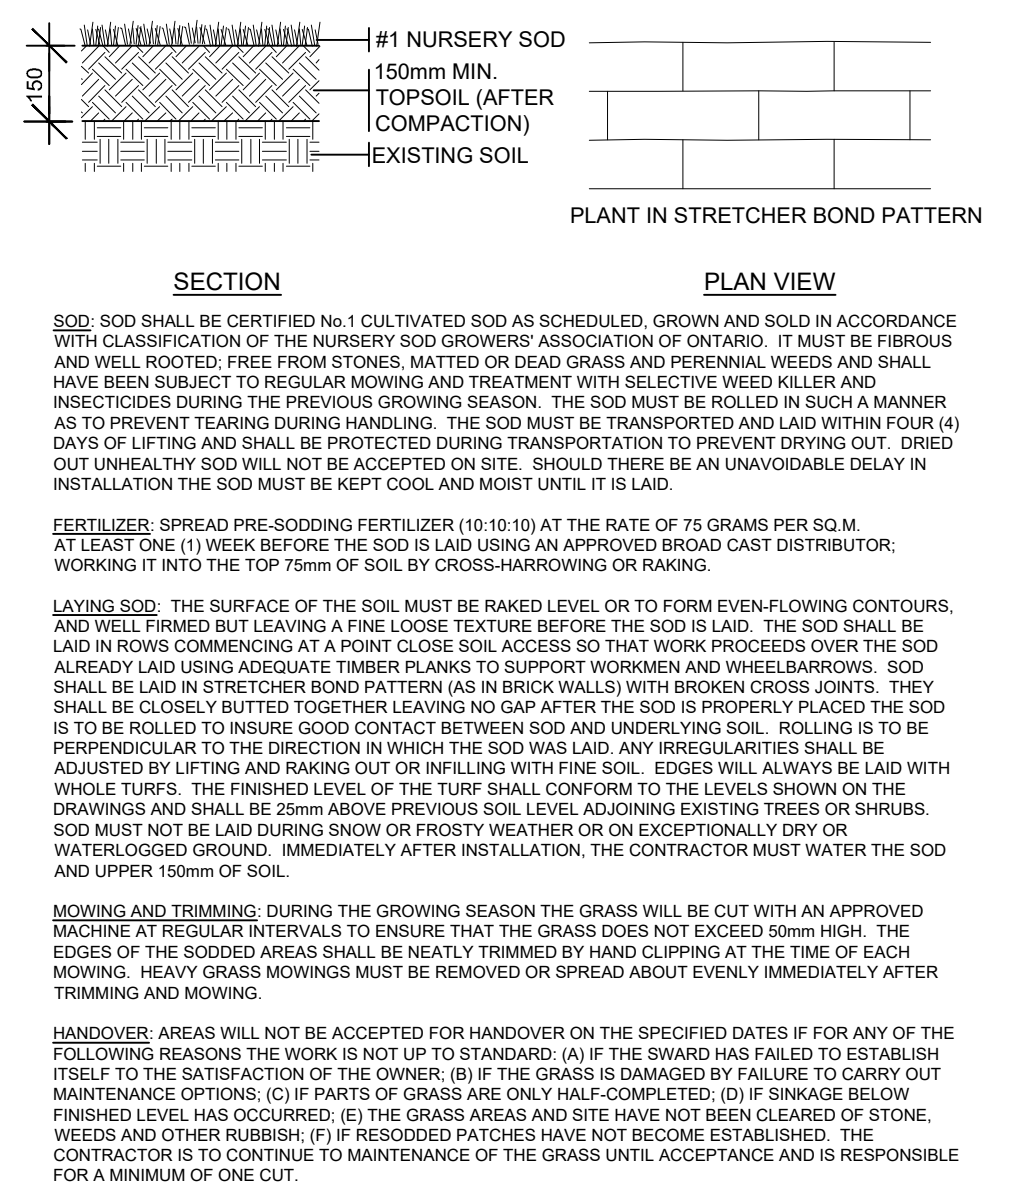 150
#1 NURSERY SOD
150mm MIN.
TOPSOIL (AFTER
COMPACTION)
EXISTING SOIL
PLANT IN STRETCHER BOND PATTERN
SECTION
PLAN VIEW
SOD: SOD SHALL BE CERTIFIED No.1 CULTIVATED SOD AS SCHEDULED, GROWN AND SOLD IN ACCORDANCE
WITH CLASSIFICATION OF THE NURSERY SOD GROWERS' ASSOCIATION OF ONTARIO. IT MUST BE FIBROUS
AND WELL ROOTED; FREE FROM STONES, MATTED OR DEAD GRASS AND PERENNIAL WEEDS AND SHALL
HAVE BEEN SUBJECT TO REGULAR MOWING AND TREATMENT WITH SELECTIVE WEED KILLER AND
INSECTICIDES DURING THE PREVIOUS GROWING SEASON. THE SOD MUST BE ROLLED IN SUCH A MANNER
AS TO PREVENT TEARING DURING HANDLING. THE SOD MUST BE TRANSPORTED AND LAID WITHIN FOUR (4)
DAYS OF LIFTING AND SHALL BE PROTECTED DURING TRANSPORTATION TO PREVENT DRYING OUT. DRIED
OUT UNHEALTHY SOD WILL NOT BE ACCEPTED ON SITE. SHOULD THERE BE AN UNAVOIDABLE DELAY IN
INSTALLATION THE SOD MUST BE KEPT COOL AND MOIST UNTIL IT IS LAID.
FERTILIZER: SPREAD PRE-SODDING FERTILIZER (10:10:10) AT THE RATE OF 75 GRAMS PER SQ.M.
AT LEAST ONE (1) WEEK BEFORE THE SOD IS LAID USING AN APPROVED BROAD CAST DISTRIBUTOR;
WORKING IT INTO THE TOP 75mm OF SOIL BY CROSS-HARROWING OR RAKING.
LAYING SOD: THE SURFACE OF THE SOIL MUST BE RAKED LEVEL OR TO FORM EVEN-FLOWING CONTOURS,
AND WELL FIRMED BUT LEAVING A FINE LOOSE TEXTURE BEFORE THE SOD IS LAID. THE SOD SHALL BE
LAID IN ROWS COMMENCING AT A POINT CLOSE SOIL ACCESS SO THAT WORK PROCEEDS OVER THE SOD
ALREADY LAID USING ADEQUATE TIMBER PLANKS TO SUPPORT WORKMEN AND WHEELBARROWS. SOD
SHALL BE LAID IN STRETCHER BOND PATTERN (AS IN BRICK WALLS) WITH BROKEN CROSS JOINTS. THEY
SHALL BE CLOSELY BUTTED TOGETHER LEAVING NO GAP AFTER THE SOD IS PROPERLY PLACED THE SOD
IS TO BE ROLLED TO INSURE GOOD CONTACT BETWEEN SOD AND UNDERLYING SOIL. ROLLING IS TO BE
PERPENDICULAR TO THE DIRECTION IN WHICH THE SOD WAS LAID. ANY IRREGULARITIES SHALL BE
ADJUSTED BY LIFTING AND RAKING OUT OR INFILLING WITH FINE SOIL. EDGES WILL ALWAYS BE LAID WITH
WHOLE TURFS. THE FINISHED LEVEL OF THE TURF SHALL CONFORM TO THE LEVELS SHOWN ON THE
DRAWINGS AND SHALL BE 25mm ABOVE PREVIOUS SOIL LEVEL ADJOINING EXISTING TREES OR SHRUBS.
SOD MUST NOT BE LAID DURING SNOW OR FROSTY WEATHER OR ON EXCEPTIONALLY DRY OR
WATERLOGGED GROUND. IMMEDIATELY AFTER INSTALLATION, THE CONTRACTOR MUST WATER THE SOD
AND UPPER 150mm OF SOIL.
MOWING AND TRIMMING: DURING THE GROWING SEASON THE GRASS WILL BE CUT WITH AN APPROVED
MACHINE AT REGULAR INTERVALS TO ENSURE THAT THE GRASS DOES NOT EXCEED 50mm HIGH. THE
EDGES OF THE SODDED AREAS SHALL BE NEATLY TRIMMED BY HAND CLIPPING AT THE TIME OF EACH
MOWING. HEAVY GRASS MOWINGS MUST BE REMOVED OR SPREAD ABOUT EVENLY IMMEDIATELY AFTER
TRIMMING AND MOWING.
HANDOVER: AREAS WILL NOT BE ACCEPTED FOR HANDOVER ON THE SPECIFIED DATES IF FOR ANY OF THE
FOLLOWING REASONS THE WORK IS NOT UP TO STANDARD: (A) IF THE SWARD HAS FAILED TO ESTABLISH
ITSELF TO THE SATISFACTION OF THE OWNER; (B) IF THE GRASS IS DAMAGED BY FAILURE TO CARRY OUT
MAINTENANCE OPTIONS; (C) IF PARTS OF GRASS ARE ONLY HALF-COMPLETED; (D) IF SINKAGE BELOW
FINISHED LEVEL HAS OCCURRED; (E) THE GRASS AREAS AND SITE HAVE NOT BEEN CLEARED OF STONE,
WEEDS AND OTHER RUBBISH; (F) IF RESODDED PATCHES HAVE NOT BECOME ESTABLISHED. THE
CONTRACTOR IS TO CONTINUE TO MAINTENANCE OF THE GRASS UNTIL ACCEPTANCE AND IS RESPONSIBLE
FOR A MINIMUM OF ONE CUT.